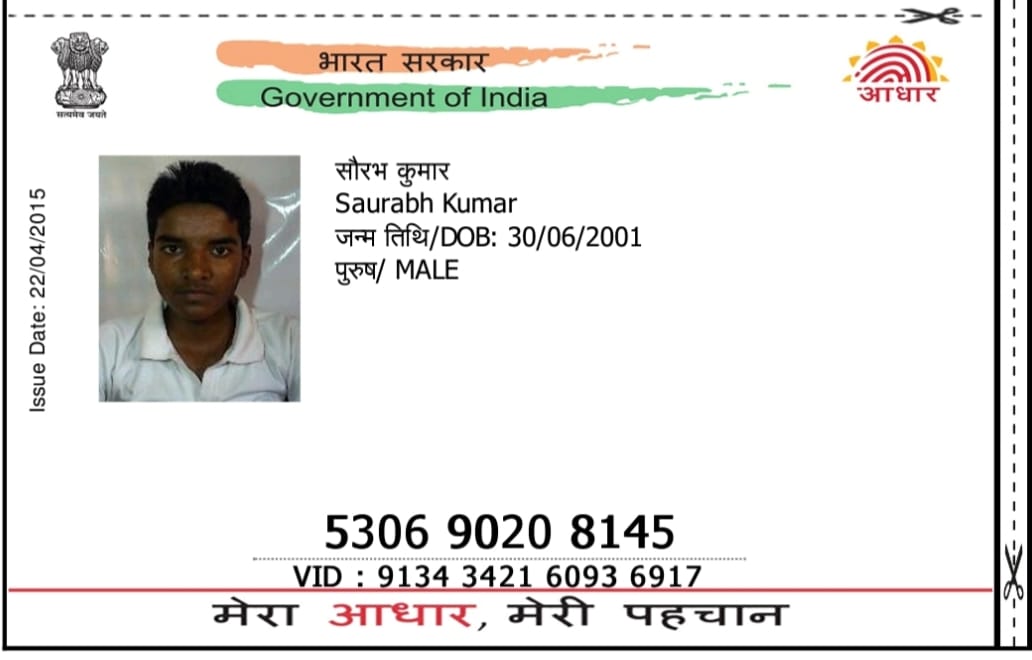 भारत सरकार
Government of India
सत्यमेव जयते
आधार
Issue Date: 22/04/2015
सौरभ कुमार
Saurabh Kumar
जन्म तिथि/DOB: 30/06/2001
पुरुष/ MALE
5306 9020 8145
VID : 9134 3421 6093 6917
मेरा आधार, मेरी पहचान